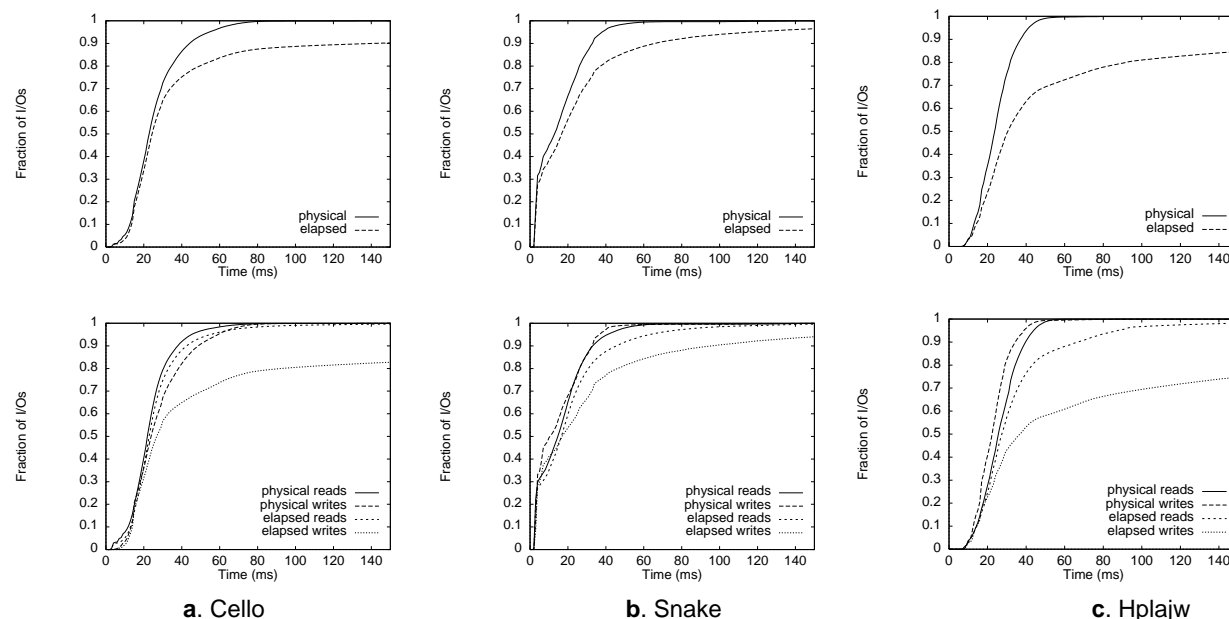 1
0.9
0.8
0.7
0.6
0.5
0.4
0.3
0.2
0.1
0
Fraction of I/Os
physical
elapsed
0 20 40 60 80 100 120 140
Time (ms)
1
0.9
0.8
0.7
0.6
0.5
0.4
0.3
0.2
0.1
0
Fraction of I/Os
physical
elapsed
0 20 40 60 80 100 120 140
Time (ms)
1
0.9
0.8
0.7
0.6
0.5
0.4
0.3
0.2
0.1
0
Fraction of I/Os
physical
elapsed
0 20 40 60 80 100 120 140
Time (ms)
1
0.9
0.8
0.7
0.6
0.5
0.4
0.3
0.2
0.1
0
Fraction of I/Os
physical reads
physical writes
elapsed reads
elapsed writes
0 20 40 60 80 100 120 140
Time (ms)
a. Cello
1
0.9
0.8
0.7
0.6
0.5
0.4
0.3
0.2
0.1
0
Fraction of I/Os
physical reads
physical writes
elapsed reads
elapsed writes
0 20 40 60 80 100 120 140
Time (ms)
b. Snake
1
0.9
0.8
0.7
0.6
0.5
0.4
0.3
0.2
0.1
0
Fraction of I/Os
physical reads
physical writes
elapsed reads
elapsed writes
0 20 40 60 80 100 120 140
Time (ms)
c. Hplajw